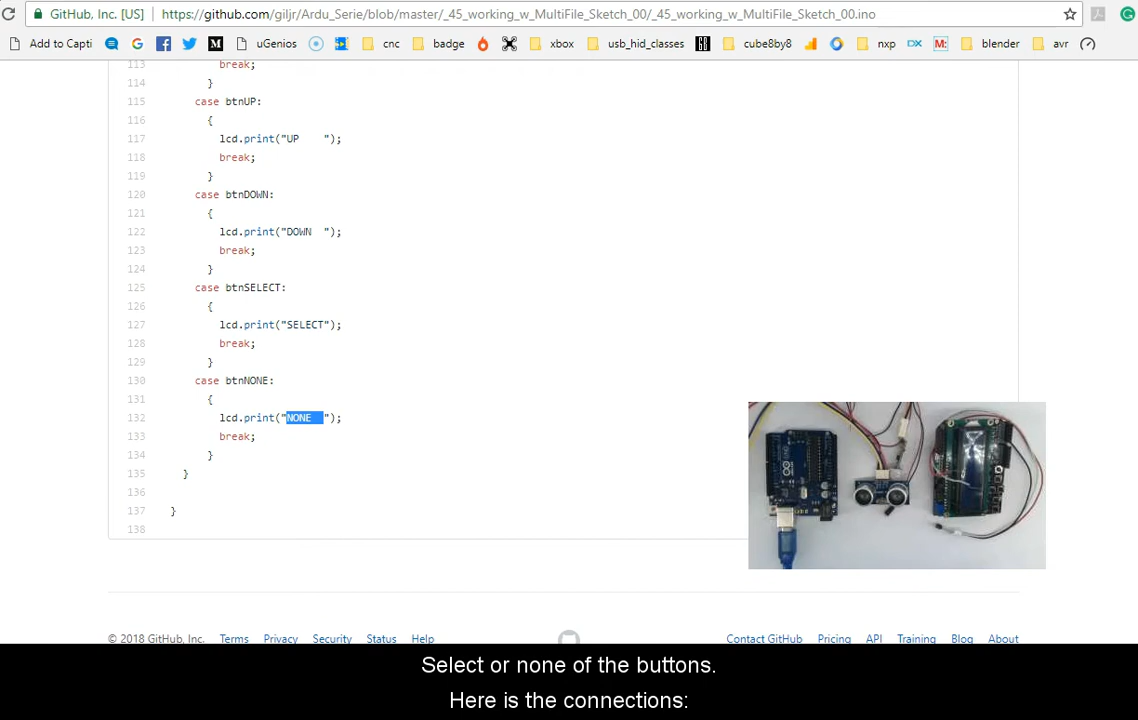 GitHub, Inc. [US] https://github.com/giljr/Ardu_Serie/blob/master/_45_working_w_MultiFile_Sketch_00/_45_working_w_MultiFile_Sketch_00.ino
Add to Capti uGenios cnc badge xbox usb_hid_classes cube8by8 nxp DX M: blender avr
113 break;
114 }
115 case btnUP:
116 {
117 lcd.print("UP    ");
118 break;
119 }
120 case btnDOWN:
121 {
122 lcd.print("DOWN  ");
123 break;
124 }
125 case btnSELECT:
126 {
127 lcd.print("SELECT");
128 break;
129 }
130 case btnNONE:
131 {
132 lcd.print("NONE  ");
133 break;
134 }
135 }
136
137 }
138
© 2018 GitHub, Inc. Terms Privacy Security Status Help Contact GitHub Pricing API Training Blog About
Select or none of the buttons.
Here is the connections: